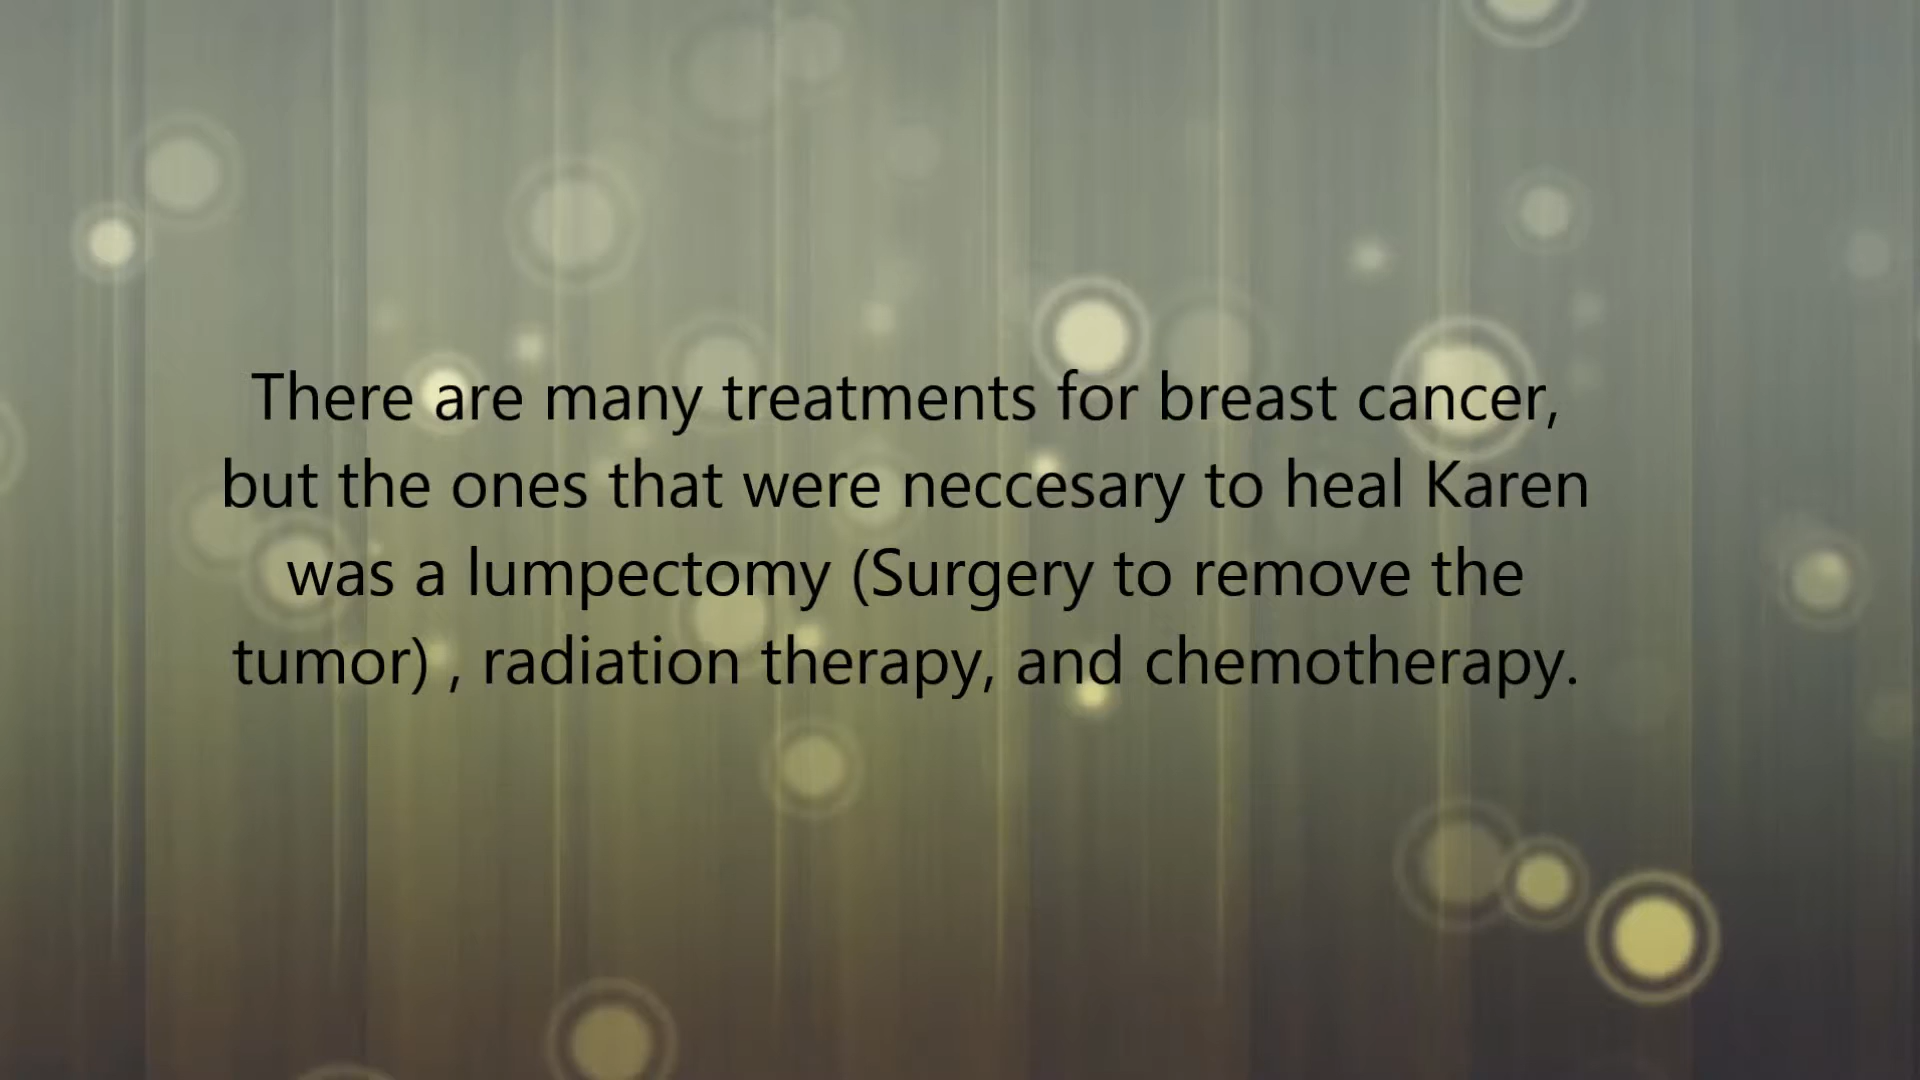 There are many treatments for breast cancer,
but the ones that were neccesary to heal Karen
was a lumpectomy (Surgery to remove the
tumor) , radiation therapy, and chemotherapy.